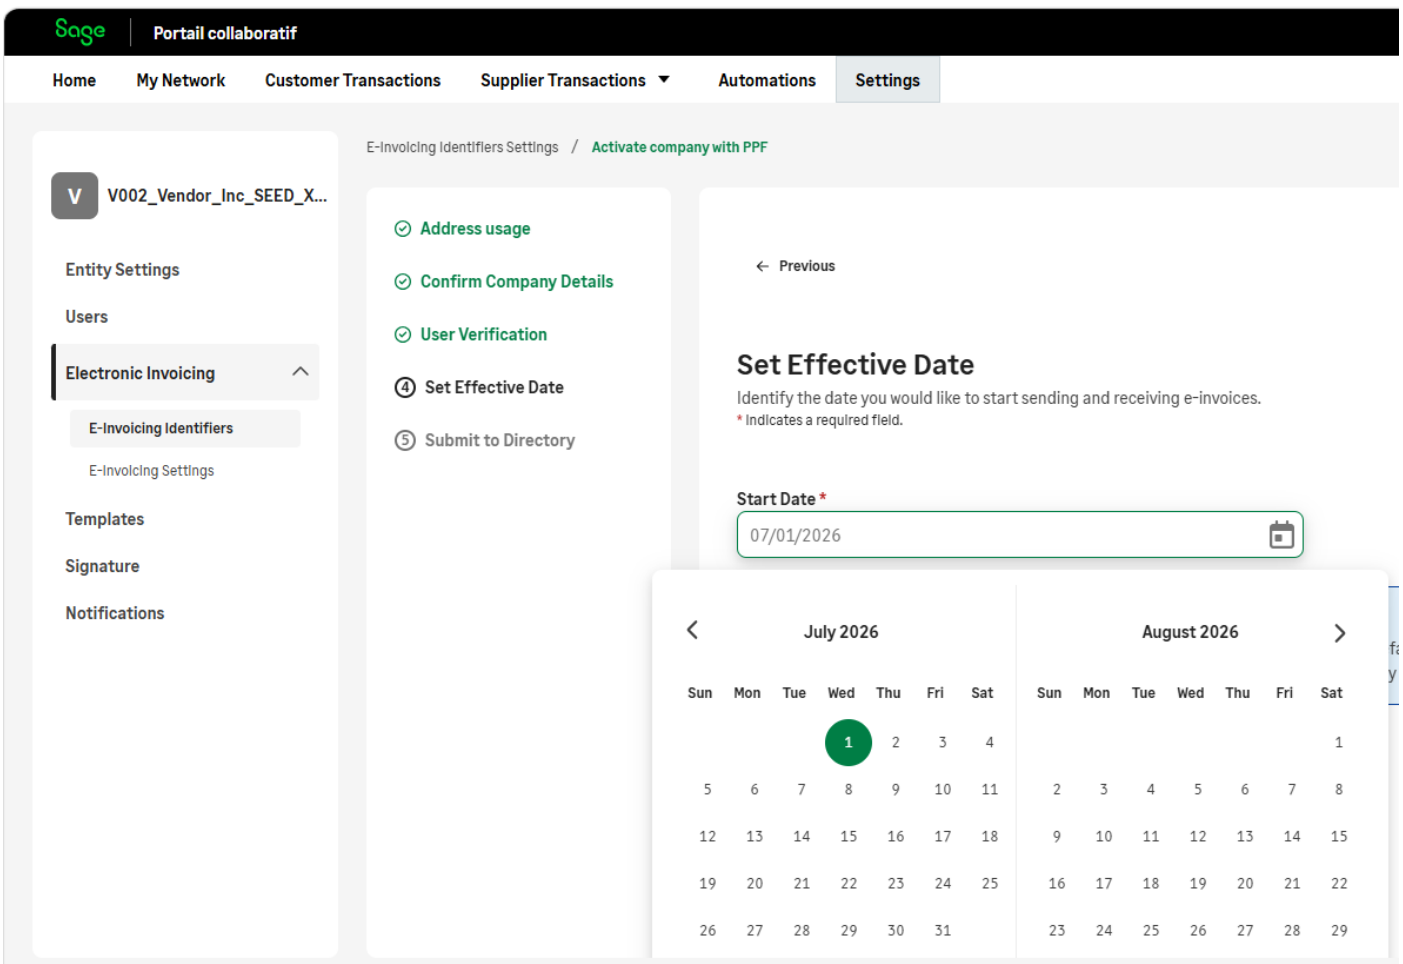 Sage
Portail collaboratif
Home My Network Customer Transactions Supplier Transactions Automations Settings
V V002_Vendor_Inc_SEED_X...
Entity Settings
Users
Electronic Invoicing
E-Invoicing Identifiers
E-Invoicing Settings
Templates
Signature
Notifications
E-Invoicing Identifiers Settings / Activate company with PPF
Address usage
Confirm Company Details
User Verification
4 Set Effective Date
5 Submit to Directory
← Previous
Set Effective Date
Identify the date you would like to start sending and receiving e-invoices.
* Indicates a required field.
Start Date *
07/01/2026
July 2026
Sun Mon Tue Wed Thu Fri Sat
1 2 3 4
5 6 7 8 9 10 11
12 13 14 15 16 17 18
19 20 21 22 23 24 25
26 27 28 29 30 31
August 2026
Sun Mon Tue Wed Thu Fri Sat
1
2 3 4 5 6 7 8
9 10 11 12 13 14 15
16 17 18 19 20 21 22
23 24 25 26 27 28 29